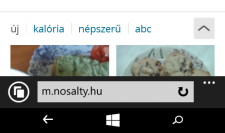 új kalória népszerű abc
m.nosalty.hu